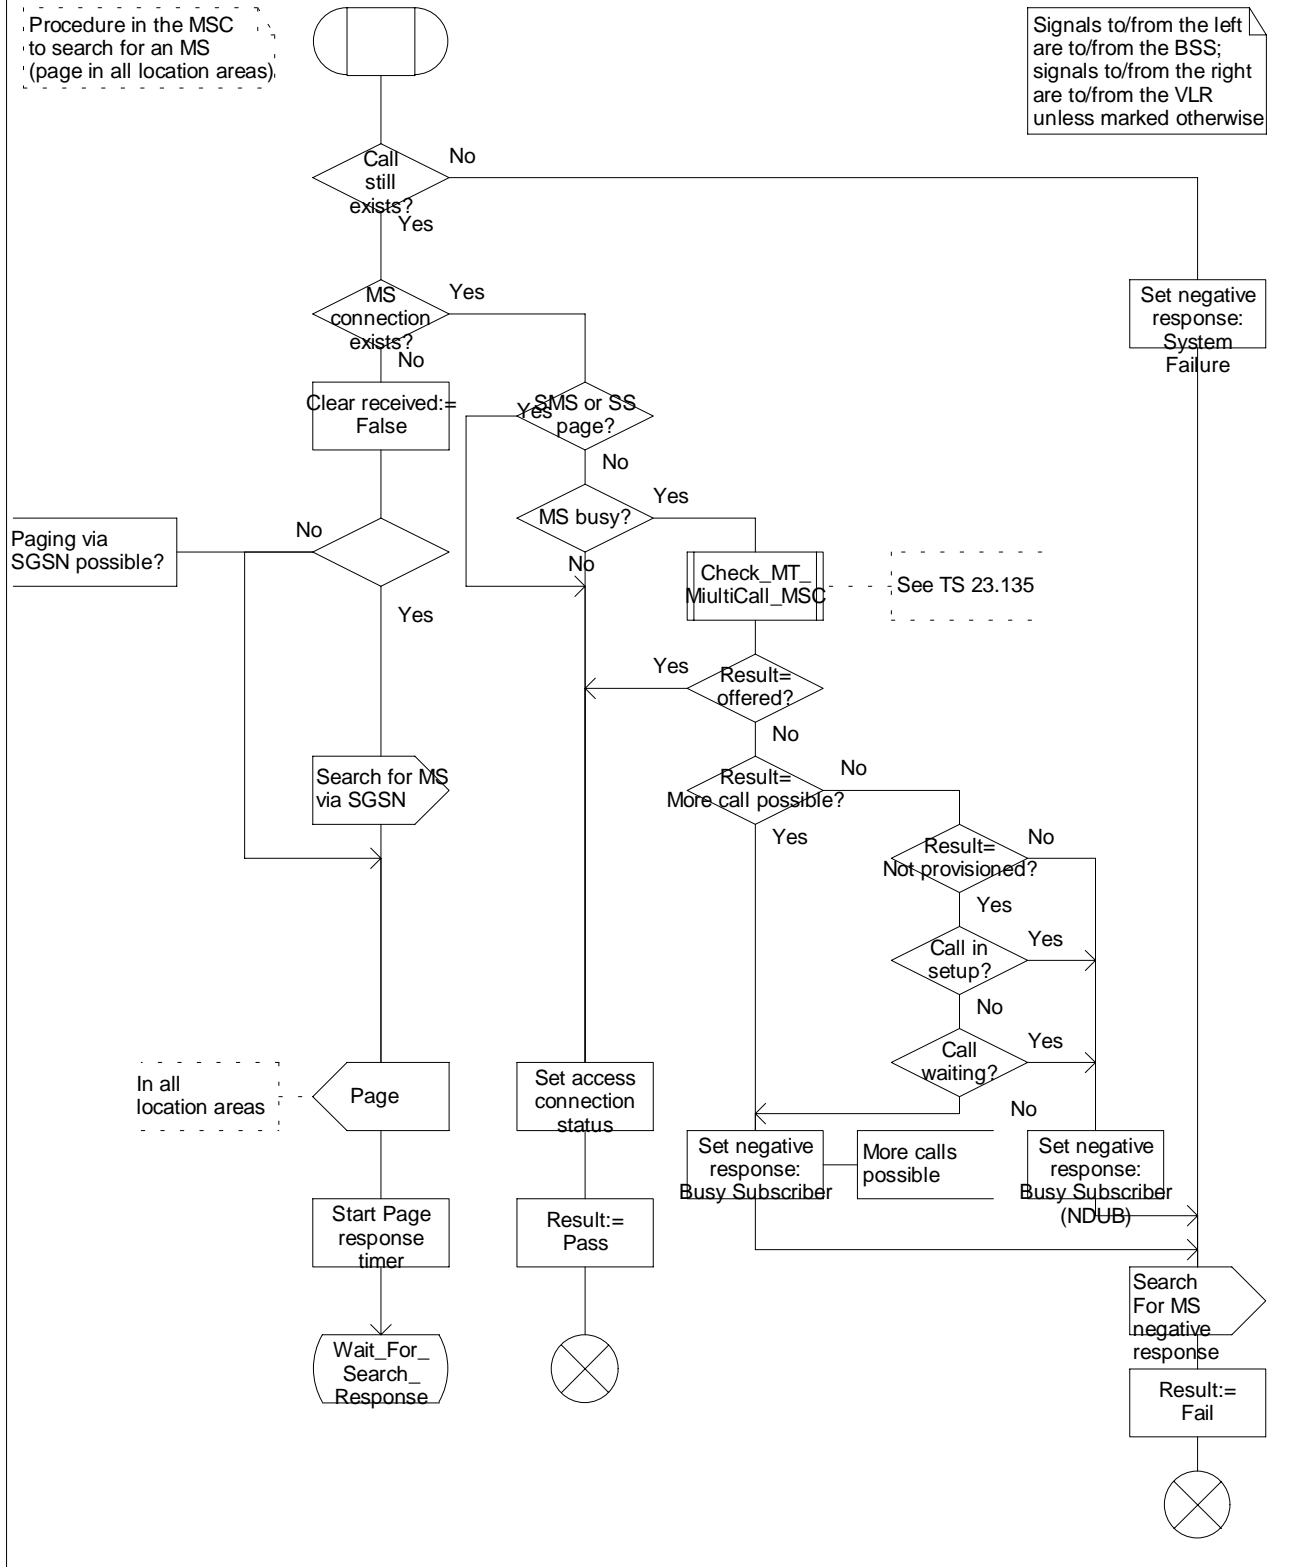 Procedure in the MSC
to search for an MS
(page in all location areas)
Signals to/from the left
are to/from the BSS;
signals to/from the right
are to/from the VLR
unless marked otherwise
Call
still
exists?
No
Yes
MS
connection
exists?
Yes
No
Set negative
response:
System
Failure
Clear received:=
False
SMS or SS
page?
Yes
No
MS busy?
Yes
No
Paging via
SGSN possible?
No
Yes
Check_MT_
MiultiCall_MSC
See TS 23.135
Result=
offered?
Yes
No
Search for MS
via SGSN
Result=
More call possible?
No
Yes
Result=
Not provisioned?
No
Yes
Call in
setup?
Yes
No
Call
waiting?
Yes
No
In all
location areas
Page
Set access
connection
status
Set negative
response:
Busy Subscriber
More calls
possible
Set negative
response:
Busy Subscriber
(NDUB)
Start Page
response
timer
Result:=
Pass
Search
For MS
negative
response
Wait_For_
Search_
Response
Result:=
Fail